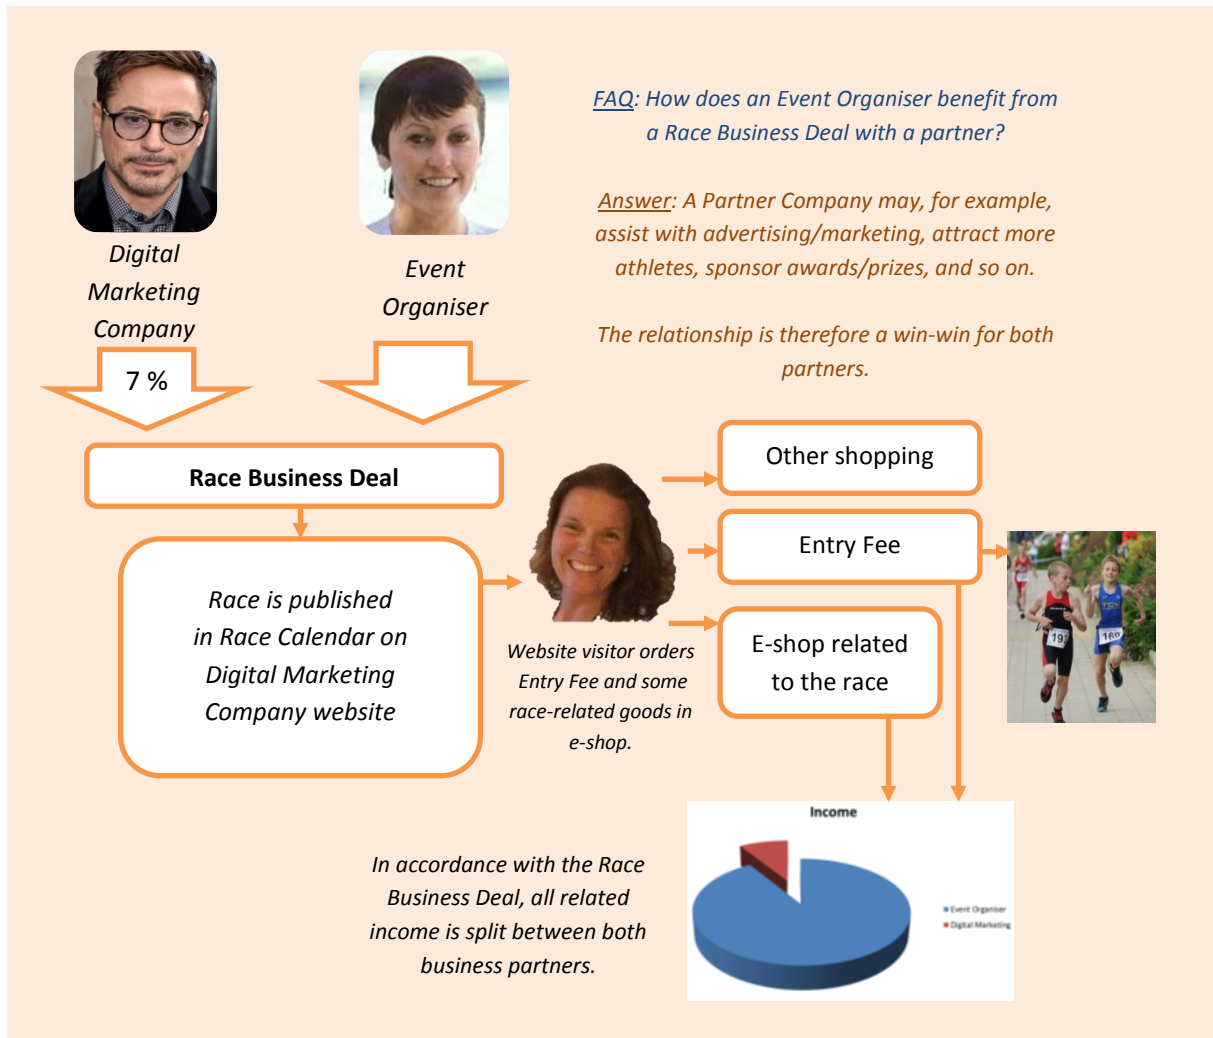 FAQ: How does an Event Organiser benefit from
a Race Business Deal with a partner?
Answer: A Partner Company may, for example,
assist with advertising/marketing, attract more
athletes, sponsor awards/prizes, and so on.
The relationship is therefore a win-win for both
partners.
Digital
Marketing
Company
Event
Organiser
7 %
Race Business Deal
Race is published
in Race Calendar on
Digital Marketing
Company website
Website visitor orders
Entry Fee and some
race-related goods in
e-shop.
Other shopping
Entry Fee
E-shop related
to the race
193
169
In accordance with the Race
Business Deal, all related
income is split between both
business partners.
Income
Event Organiser
Digital Marketing